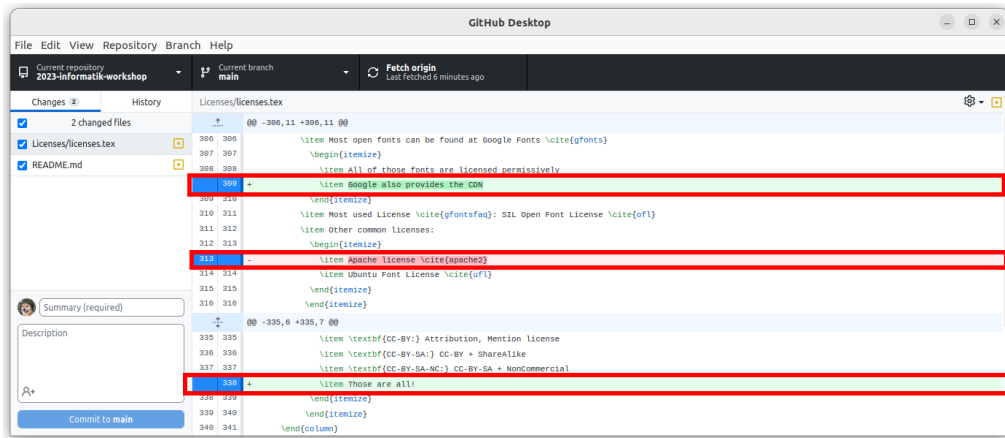 GitHub Desktop
File Edit View Repository Branch Help
Current repository
2023-informatik-workshop
Current branch
main
Fetch origin
Last fetched 6 minutes ago
Changes 2 History
Licenses/licenses.tex
2 changed files
Licenses/licenses.tex
README.md
@@ -306,11 +306,11 @@
306 306 \item Most open fonts can be found at Google Fonts \cite{gfonts}
307 307 \begin{itemize}
308 308 \item All of those fonts are licensed permissively
309 + \item Google also provides the CDN
309 310 \end{itemize}
310 311 \item Most used License \cite{gfontsfaq}: SIL Open Font License \cite{ofl}
311 312 \item Other common licenses:
312 313 \begin{itemize}
313 - \item Apache license \cite{apache2}
314 314 \item Ubuntu Font License \cite{ufl}
315 315 \end{itemize}
316 316 \end{itemize}
@@ -335,6 +335,7 @@
335 335 \item \textbf{CC-BY:} Attribution, Mention license
336 336 \item \textbf{CC-BY-SA:} CC-BY + ShareAlike
337 337 \item \textbf{CC-BY-SA-NC:} CC-BY-SA + NonCommercial
338 + \item Those are all!
338 339 \end{itemize}
339 340 \end{itemize}
340 341 \end{column}
Summary (required)
Description
Commit to main